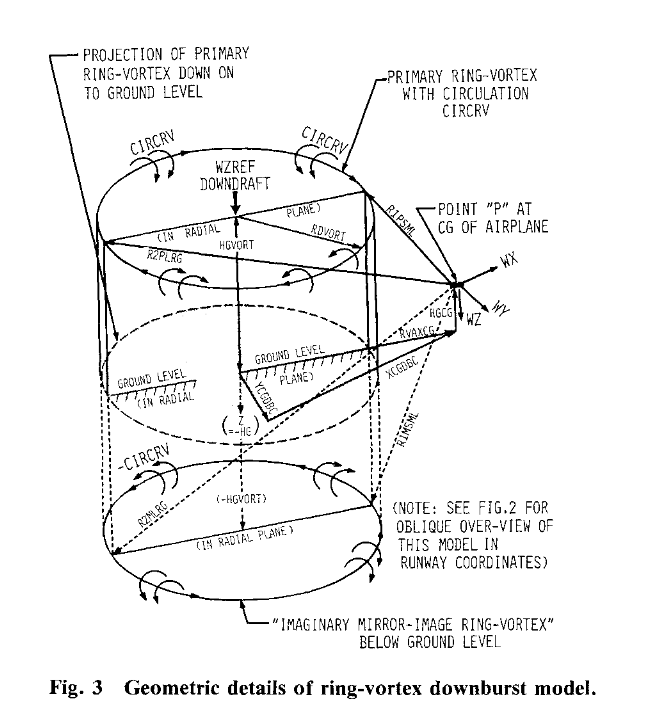 PROJECTION OF PRIMARY
RING-VORTEX DOWN ON
TO GROUND LEVEL
PRIMARY RING-VORTEX
WITH CIRCULATION
CIRCRV
CIRCRV
CIRCRV
WZREF
DOWNDRAFT
(IN RADIAL
PLANE)
RDVORT
HGVORT
R2PLRG
R1PSML
POINT "P" AT
CG OF AIRPLANE
WX
WY
WZ
RGCG
RVAXCG
GROUND LEVEL
PLANE)
XCGDBC
YCGDBC
GROUND LEVEL
(IN RADIAL
Z
(=-HG)
R1MSML
-CIRCRV
R2MLRG
(-HGVORT)
(IN RADIAL PLANE)
(NOTE: SEE FIG.2 FOR
OBLIQUE OVER-VIEW OF
THIS MODEL IN
RUNWAY COORDINATES)
"IMAGINARY MIRROR-IMAGE RING-VORTEX"
BELOW GROUND LEVEL
Fig. 3 Geometric details of ring-vortex downburst model.